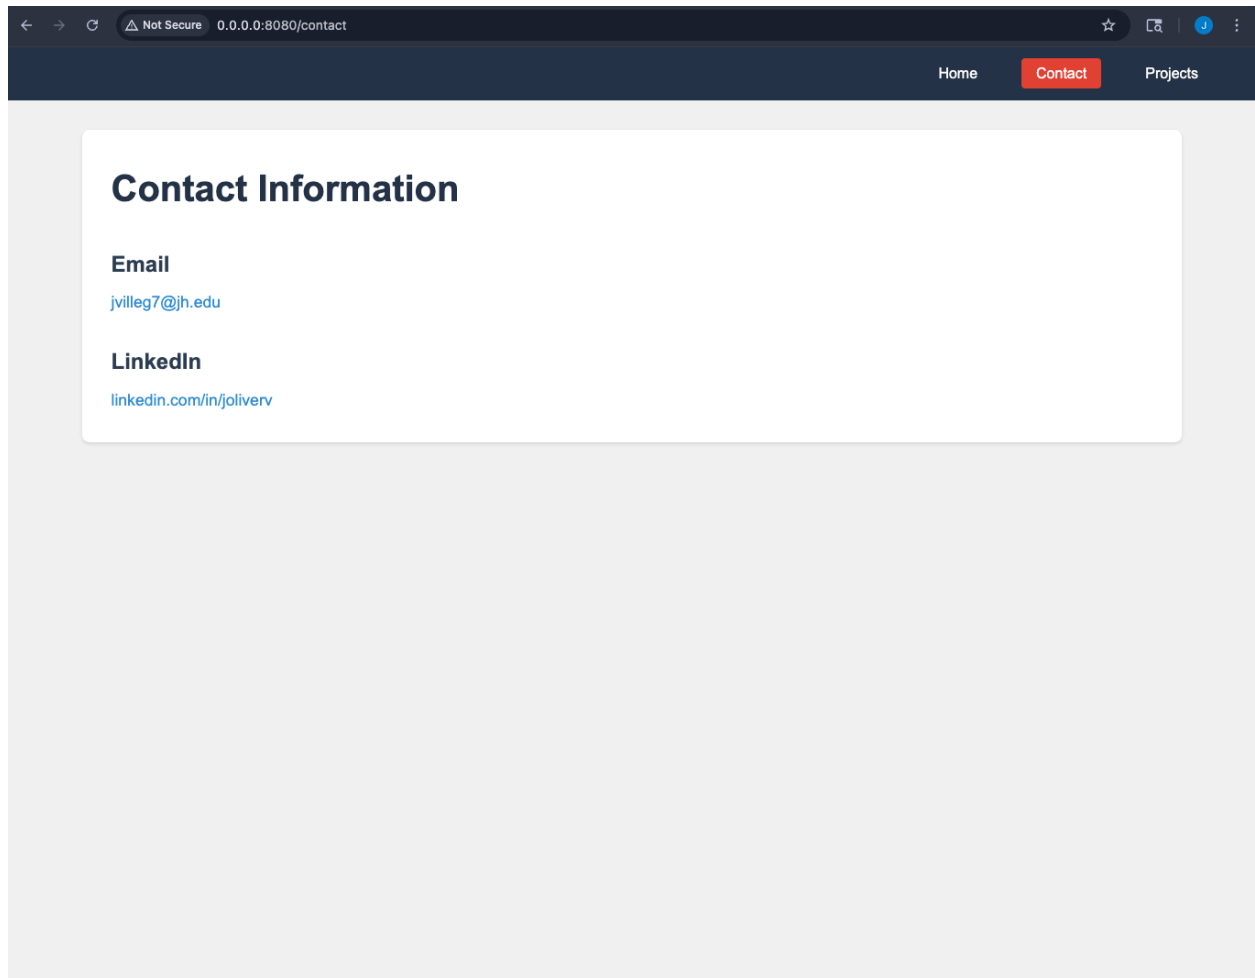 Not Secure 0.0.0.0:8080/contact J
Home Contact Projects
Contact Information
Email
jvilleg7@jh.edu
LinkedIn
linkedin.com/in/joliverv